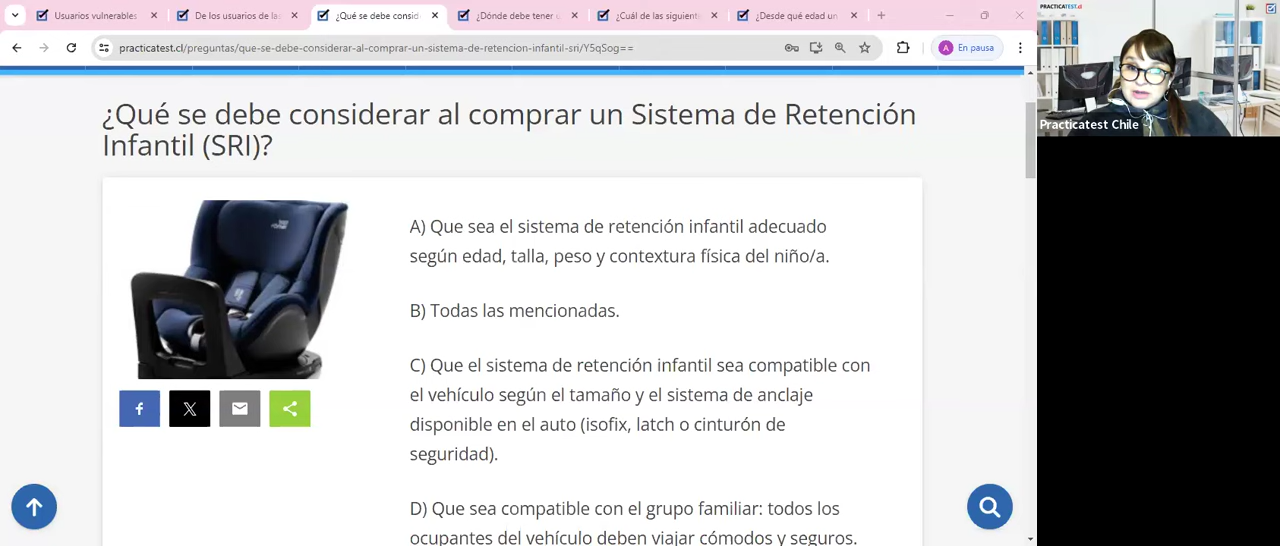 Usuarios vulnerables
De los usuarios de las
¿Qué se debe consid
¿Dónde debe tener u
¿Cuál de las siguient
¿Desde qué edad un
practicatest.cl/preguntas/que-se-debe-considerar-al-comprar-un-sistema-de-retencion-infantil-sri/Y5qSog==
A
En pausa
¿Qué se debe considerar al comprar un Sistema de Retención
Infantil (SRI)?
A) Que sea el sistema de retención infantil adecuado
según edad, talla, peso y contextura física del niño/a.
B) Todas las mencionadas.
C) Que el sistema de retención infantil sea compatible con
el vehículo según el tamaño y el sistema de anclaje
disponible en el auto (isofix, latch o cinturón de
seguridad).
D) Que sea compatible con el grupo familiar: todos los
ocupantes del vehículo deben viajar cómodos y seguros.
PRACTICATEST.cl
Practicatest Chile